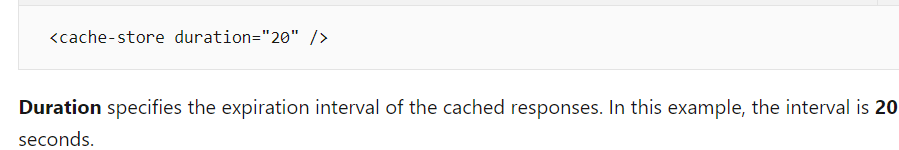 <cache-store duration="20" />
Duration specifies the expiration interval of the cached responses. In this example, the interval is 20
seconds.